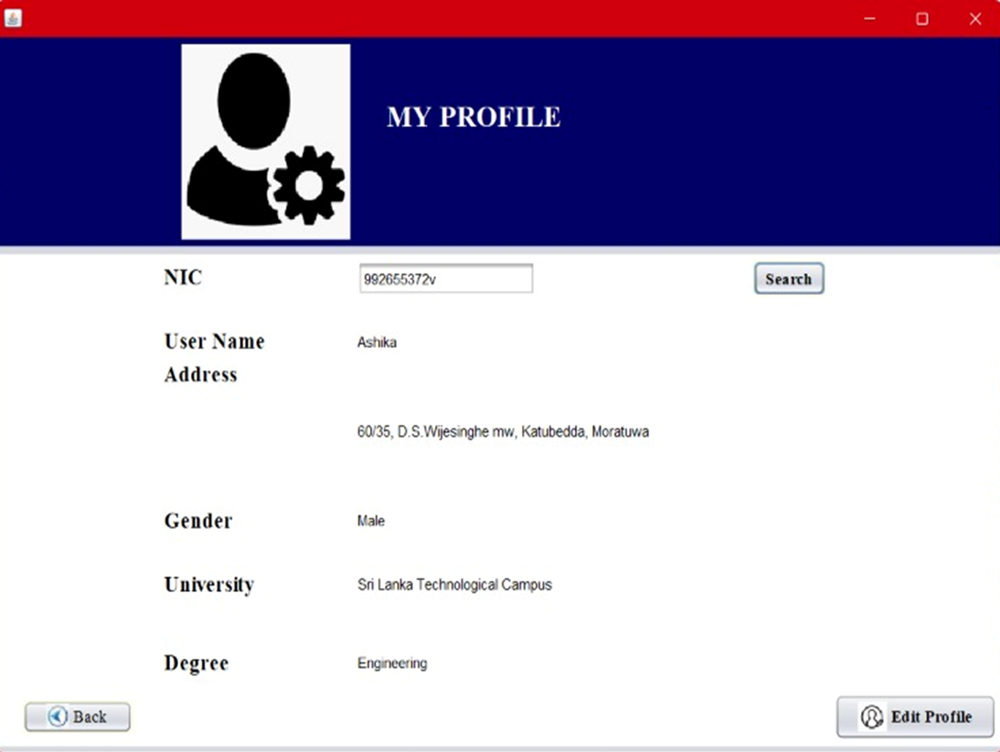 MY PROFILE
NIC 992655372v Search
User Name Ashika
Address
60/35, D.S.Wijesinghe mw, Katubedda, Moratuwa
Gender Male
University Sri Lanka Technological Campus
Degree Engineering
Back Edit Profile